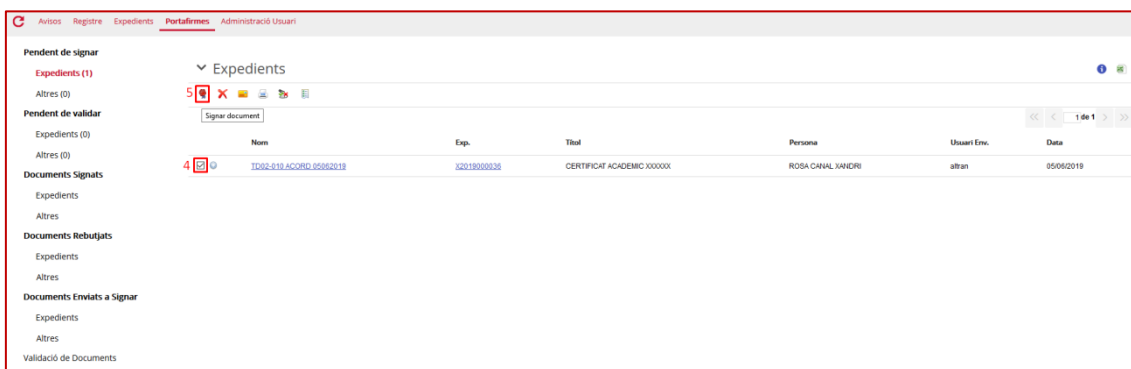 Avisos Registre Expedients Portafirmes Administració Usuari
Pendent de signar
Expedients (1)
Altres (0)
Pendent de validar
Expedients (0)
Altres (0)
Documents Signats
Expedients
Altres
Documents Rebutjats
Expedients
Altres
Documents Enviats a Signar
Expedients
Altres
Validació de Documents
Expedients
5
Signar document
1 de 1
Nom Exp. Títol Persona Usuari Env. Data
4 TD02-010 ACORD 05062019 X2019000036 CERTIFICAT ACADEMIC XXXXXX ROSA CANAL XANDRI altran 05/06/2019